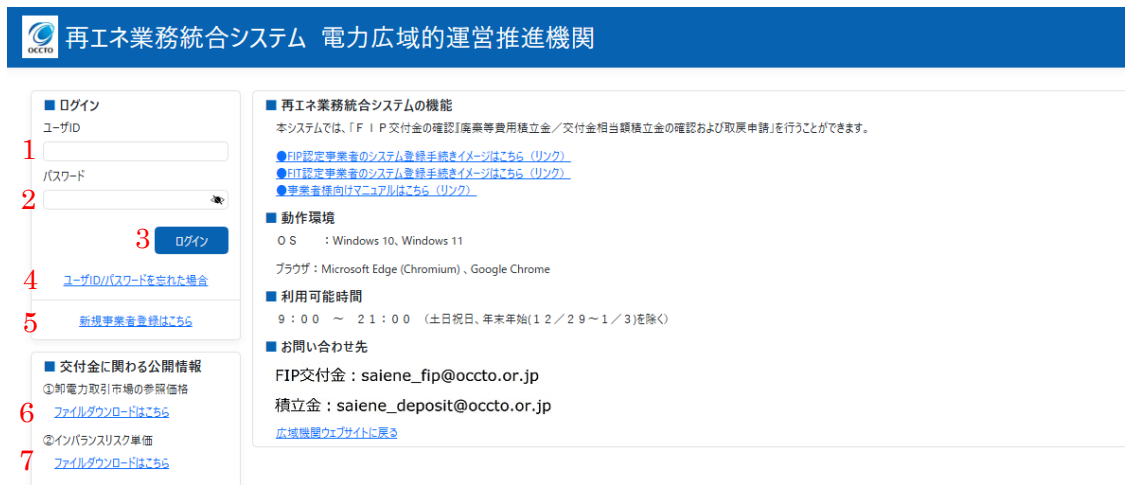 OCCTO 再エネ業務統合システム 電力広域的運営推進機関
■ ログイン
ユーザID
1
パスワード
2
3 ログイン
4 ユーザID/パスワードを忘れた場合
5 新規事業者登録はこちら
■ 交付金に関わる公開情報
①卸電力取引市場の参照価格
6 ファイルダウンロードはこちら
②インバランスリスク単価
7 ファイルダウンロードはこちら
■ 再エネ業務統合システムの機能
本システムでは、「ＦＩＰ交付金の確認」「廃棄等費用積立金／交付金相当額積立金の確認および取戻申請」を行うことができます。
●FIP認定事業者のシステム登録手続きイメージはこちら（リンク）
●FIT認定事業者のシステム登録手続きイメージはこちら（リンク）
●事業者様向けマニュアルはこちら（リンク）
■ 動作環境
ＯＳ　：Windows 10、Windows 11
ブラウザ：Microsoft Edge (Chromium) 、Google Chrome
■ 利用可能時間
９：００　～　２１：００　（土日祝日、年末年始(１２／２９～１／３)を除く）
■ お問い合わせ先
FIP交付金：saiene_fip@occto.or.jp
積立金：saiene_deposit@occto.or.jp
広域機関ウェブサイトに戻る